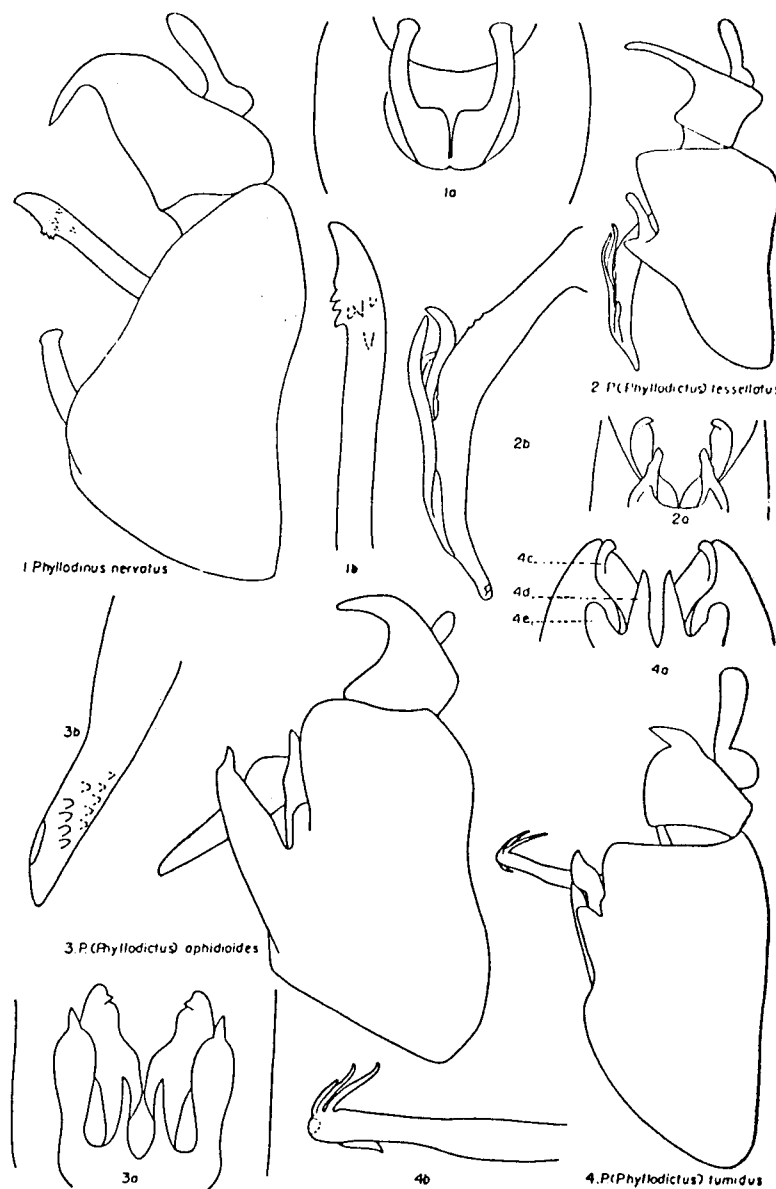 1a
2. P.(Phyllodictus) tessellatus
2b
2a
1. Phyllodinus nervatus
1b
4c.
4d.
4e.
4a
3b
3. P.(Phyllodictus) aphidioides
3a
4b
4. P.(Phyllodictus) tumidus